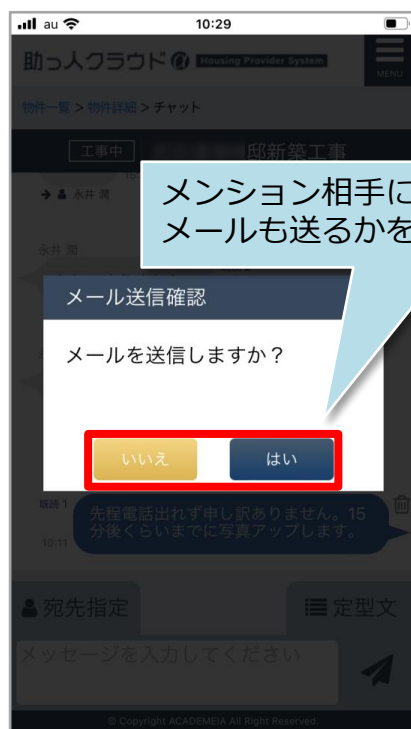 au 10:29
助っ人クラウド Housing Provider System
MENU
物件一覧 > 物件詳細 > チャット
工事中 邸新築工事
永井 潤
メンション相手に
メールも送るかを
永井 潤
メール送信確認
メールを送信しますか？
いいえ はい
既読 1
先程電話出れず申し訳ありません。15
分後くらいまでに写真アップします。
10:11
宛先指定 定型文
メッセージを入力してください
© Copyright ACADEMEIA All Right Reserved.